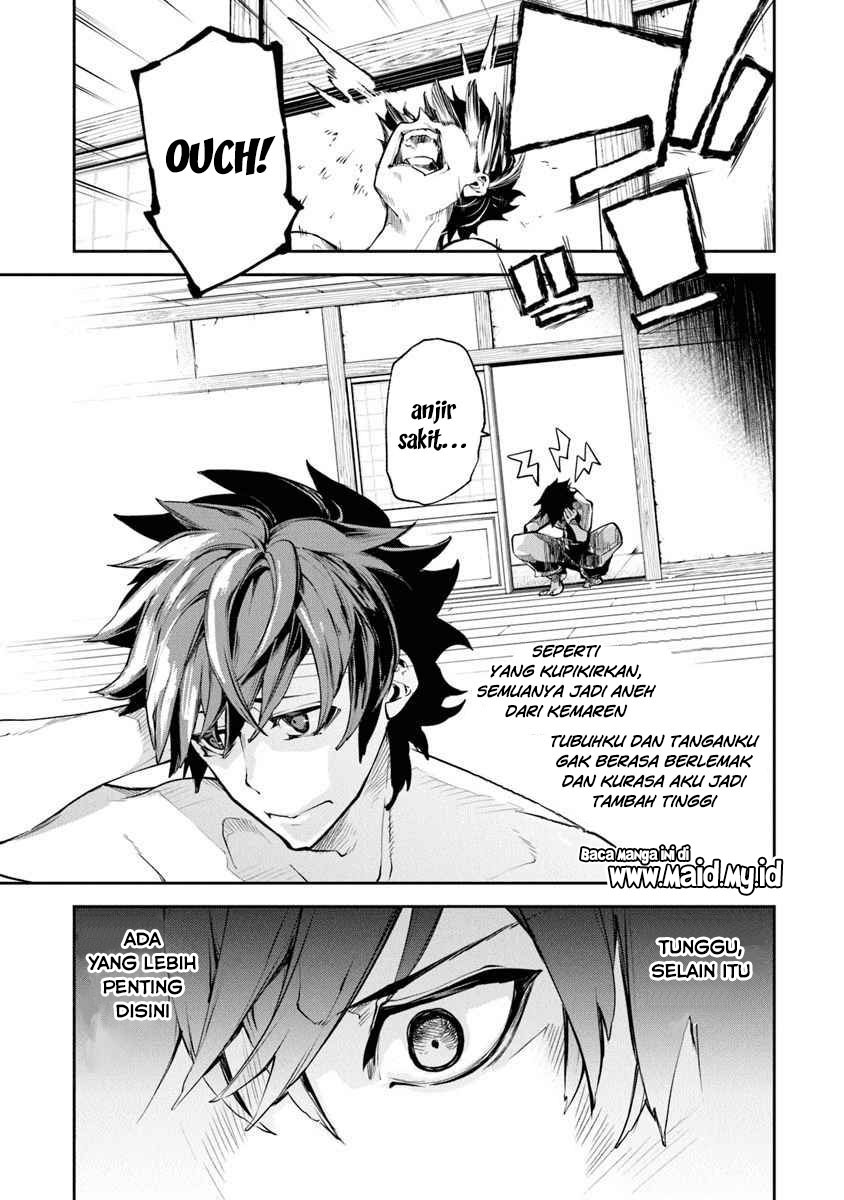 OUCH!
anjir
sakit...
SEPERTI
YANG KUPIKIRKAN,
SEMUANYA JADI ANEH
DARI KEMAREN
TUBUHKU DAN TANGANKU
GAK BERASA BERLEMAK
DAN KURASA AKU JADI
TAMBAH TINGGI
Baca Manga ini di
www.Maid.My.id
TUNGGU,
SELAIN ITU
ADA
YANG LEBIH
PENTING
DISINI